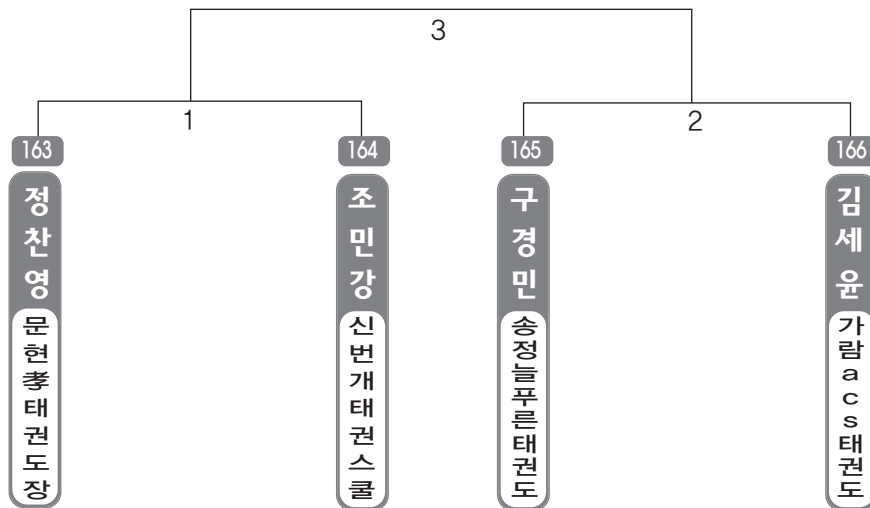 3
1
2
163
164
165
166
정찬영
문현孝태권도장
조민강
신번개태권스쿨
구경민
송정늘푸른태권도
김세윤
가람acs태권도